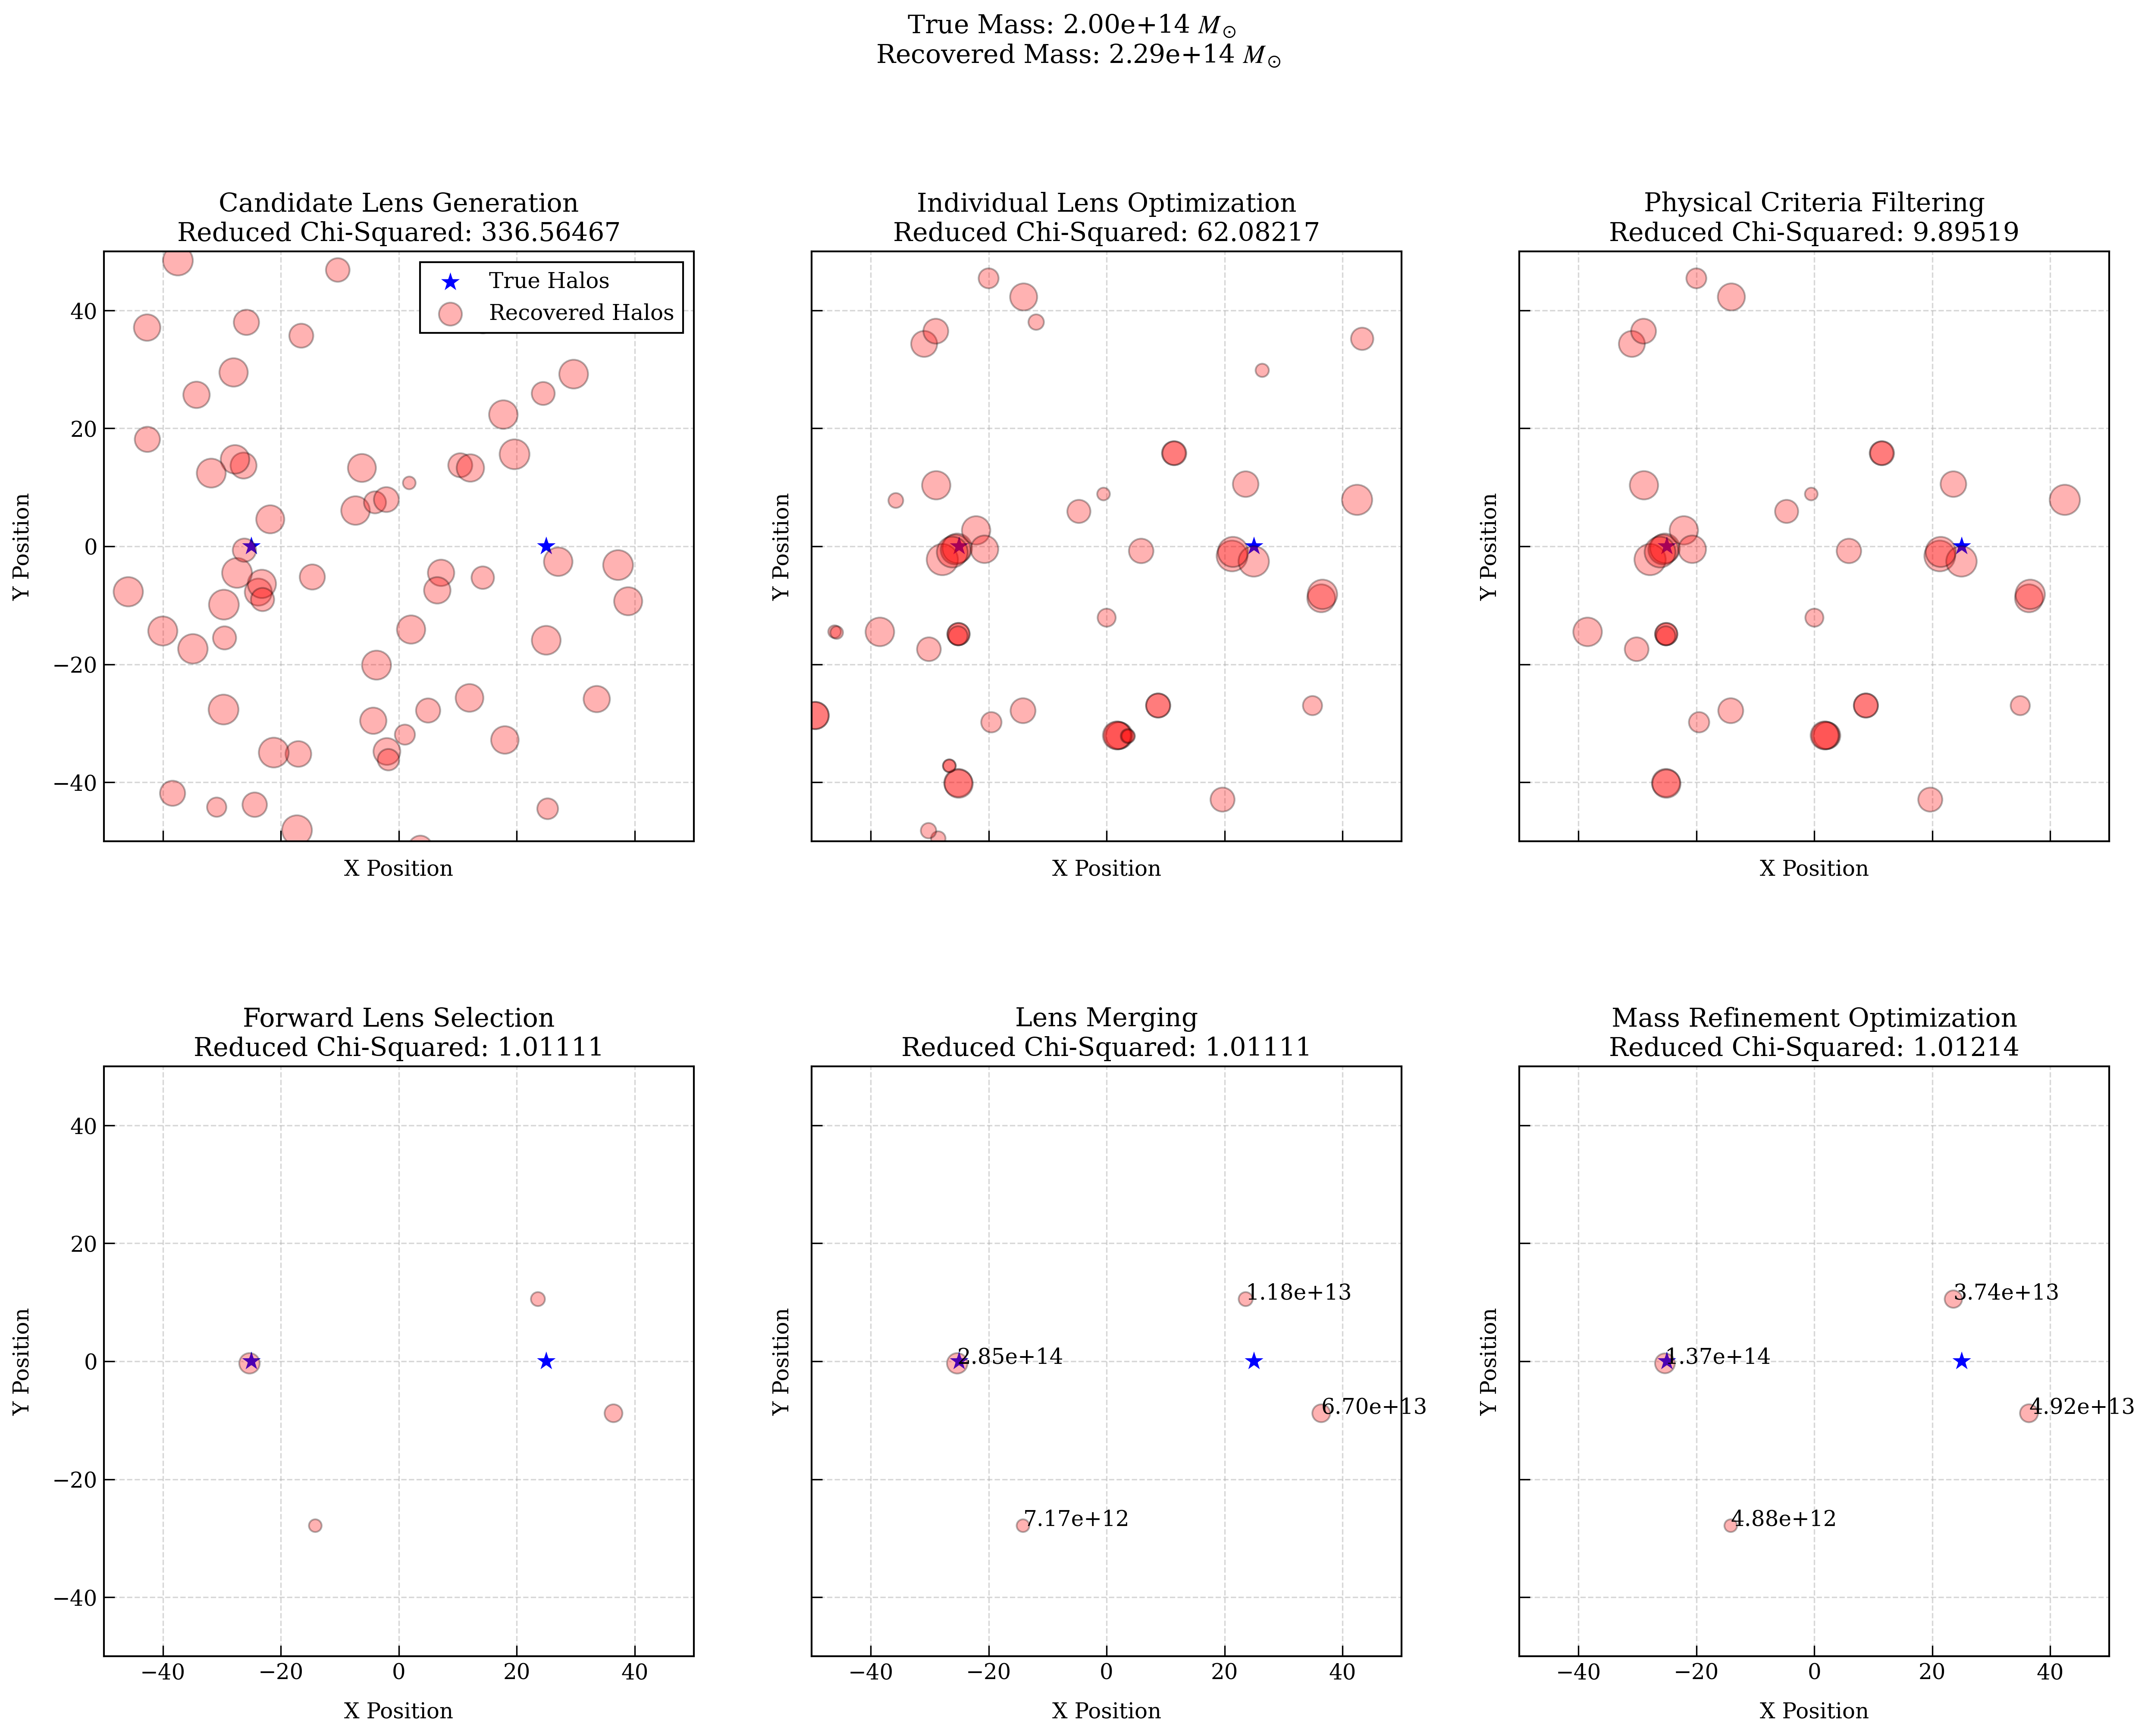 True Mass: 2.00e+14 M☉
Recovered Mass: 2.29e+14 M☉
Candidate Lens Generation
Reduced Chi-Squared: 336.56467
True Halos
Recovered Halos
40
20
0
−20
−40
Y Position
X Position
Individual Lens Optimization
Reduced Chi-Squared: 62.08217
Y Position
X Position
Physical Criteria Filtering
Reduced Chi-Squared: 9.89519
Y Position
X Position
Forward Lens Selection
Reduced Chi-Squared: 1.01111
40
20
0
−20
−40
Y Position
−40 −20 0 20 40
X Position
Lens Merging
Reduced Chi-Squared: 1.01111
1.18e+13
2.85e+14
6.70e+13
7.17e+12
Y Position
−40 −20 0 20 40
X Position
Mass Refinement Optimization
Reduced Chi-Squared: 1.01214
3.74e+13
1.37e+14
4.92e+13
4.88e+12
Y Position
−40 −20 0 20 40
X Position